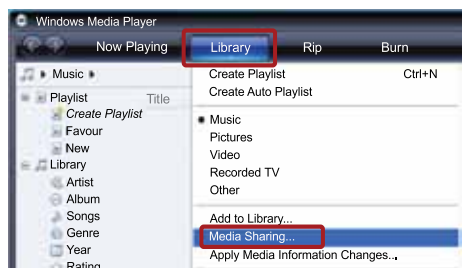 Windows Media Player
Now Playing Library Rip Burn
Music
Playlist Title
Create Playlist
Favour
New
Library
Artist
Album
Songs
Genre
Year
Rating
Create Playlist Ctrl+N
Create Auto Playlist
Music
Pictures
Video
Recorded TV
Other
Add to Library...
Media Sharing...
Apply Media Information Changes...